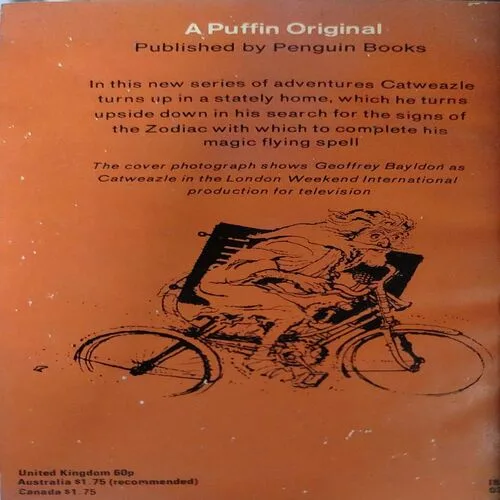 A Puffin Original
Published by Penguin Books
In this new series of adventures Catweazle
turns up in a stately home, which he turns
upside down in his search for the signs of
the Zodiac with which to complete his
magic flying spell
The cover photograph shows Geoffrey Bayldon as
Catweazle in the London Weekend International
production for television
United Kingdom 60p
Australia $1.75 (recommended)
Canada $1.75